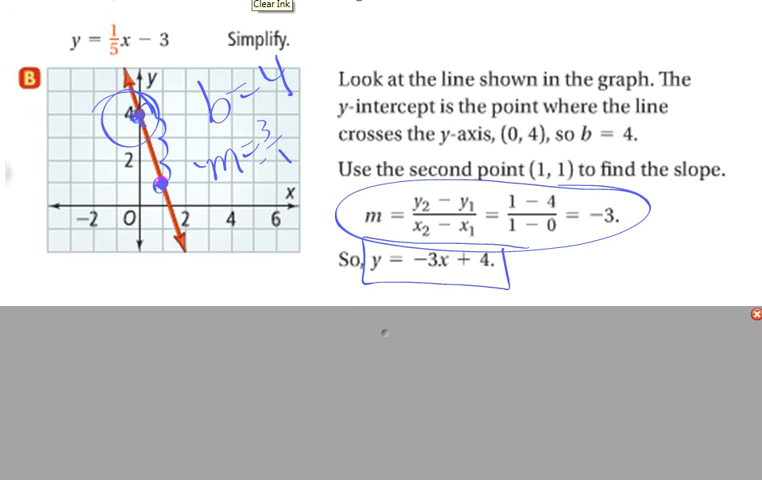 Clear Ink
y = 1/5x − 3 Simplify.
B
y
4
2
x
−2 O 2 4 6
b=4
-m=3/1
Look at the line shown in the graph. The
y-intercept is the point where the line
crosses the y-axis, (0, 4), so b = 4.
Use the second point (1, 1) to find the slope.
m = y₂ − y₁ / x₂ − x₁ = 1 − 4 / 1 − 0 = −3.
So, y = −3x + 4.